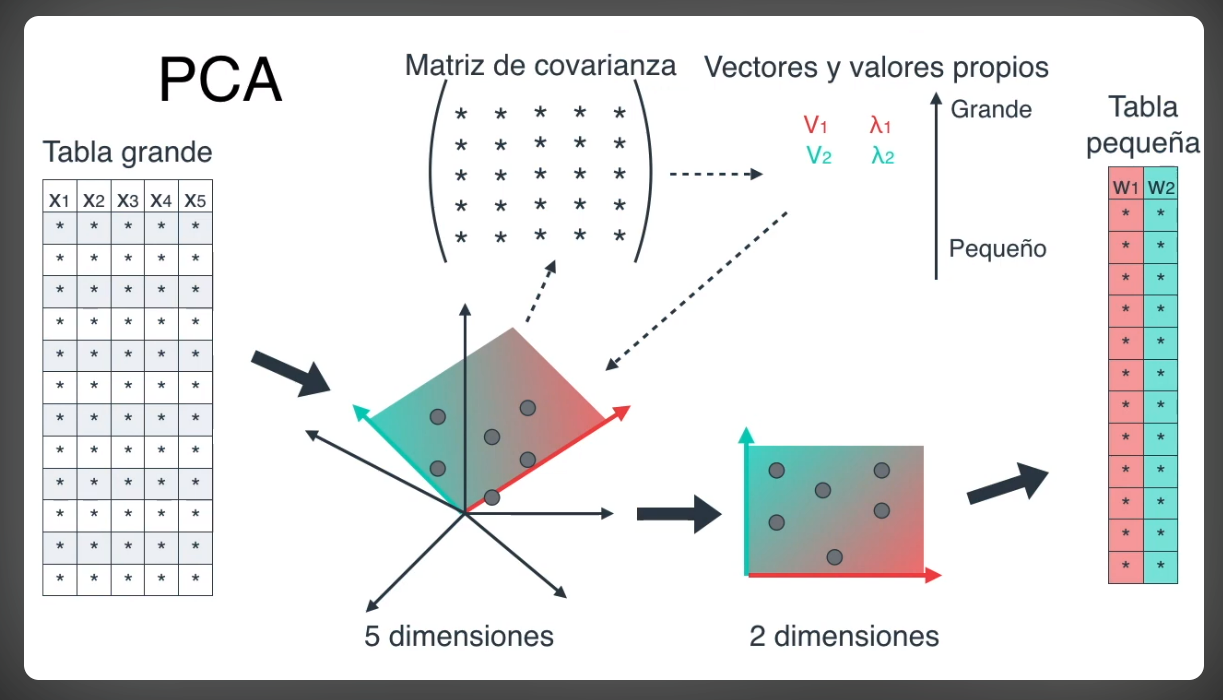 PCA
Matriz de covarianza
* * * * *
* * * * *
* * * * *
* * * * *
* * * * *
Vectores y valores propios
V1 λ1
V2 λ2
Grande
Pequeño
Tabla grande
X1 X2 X3 X4 X5
* * * * *
* * * * *
* * * * *
* * * * *
* * * * *
* * * * *
* * * * *
* * * * *
* * * * *
* * * * *
* * * * *
* * * * *
5 dimensiones
2 dimensiones
Tabla
pequeña
W1 W2
* *
* *
* *
* *
* *
* *
* *
* *
* *
* *
* *
* *